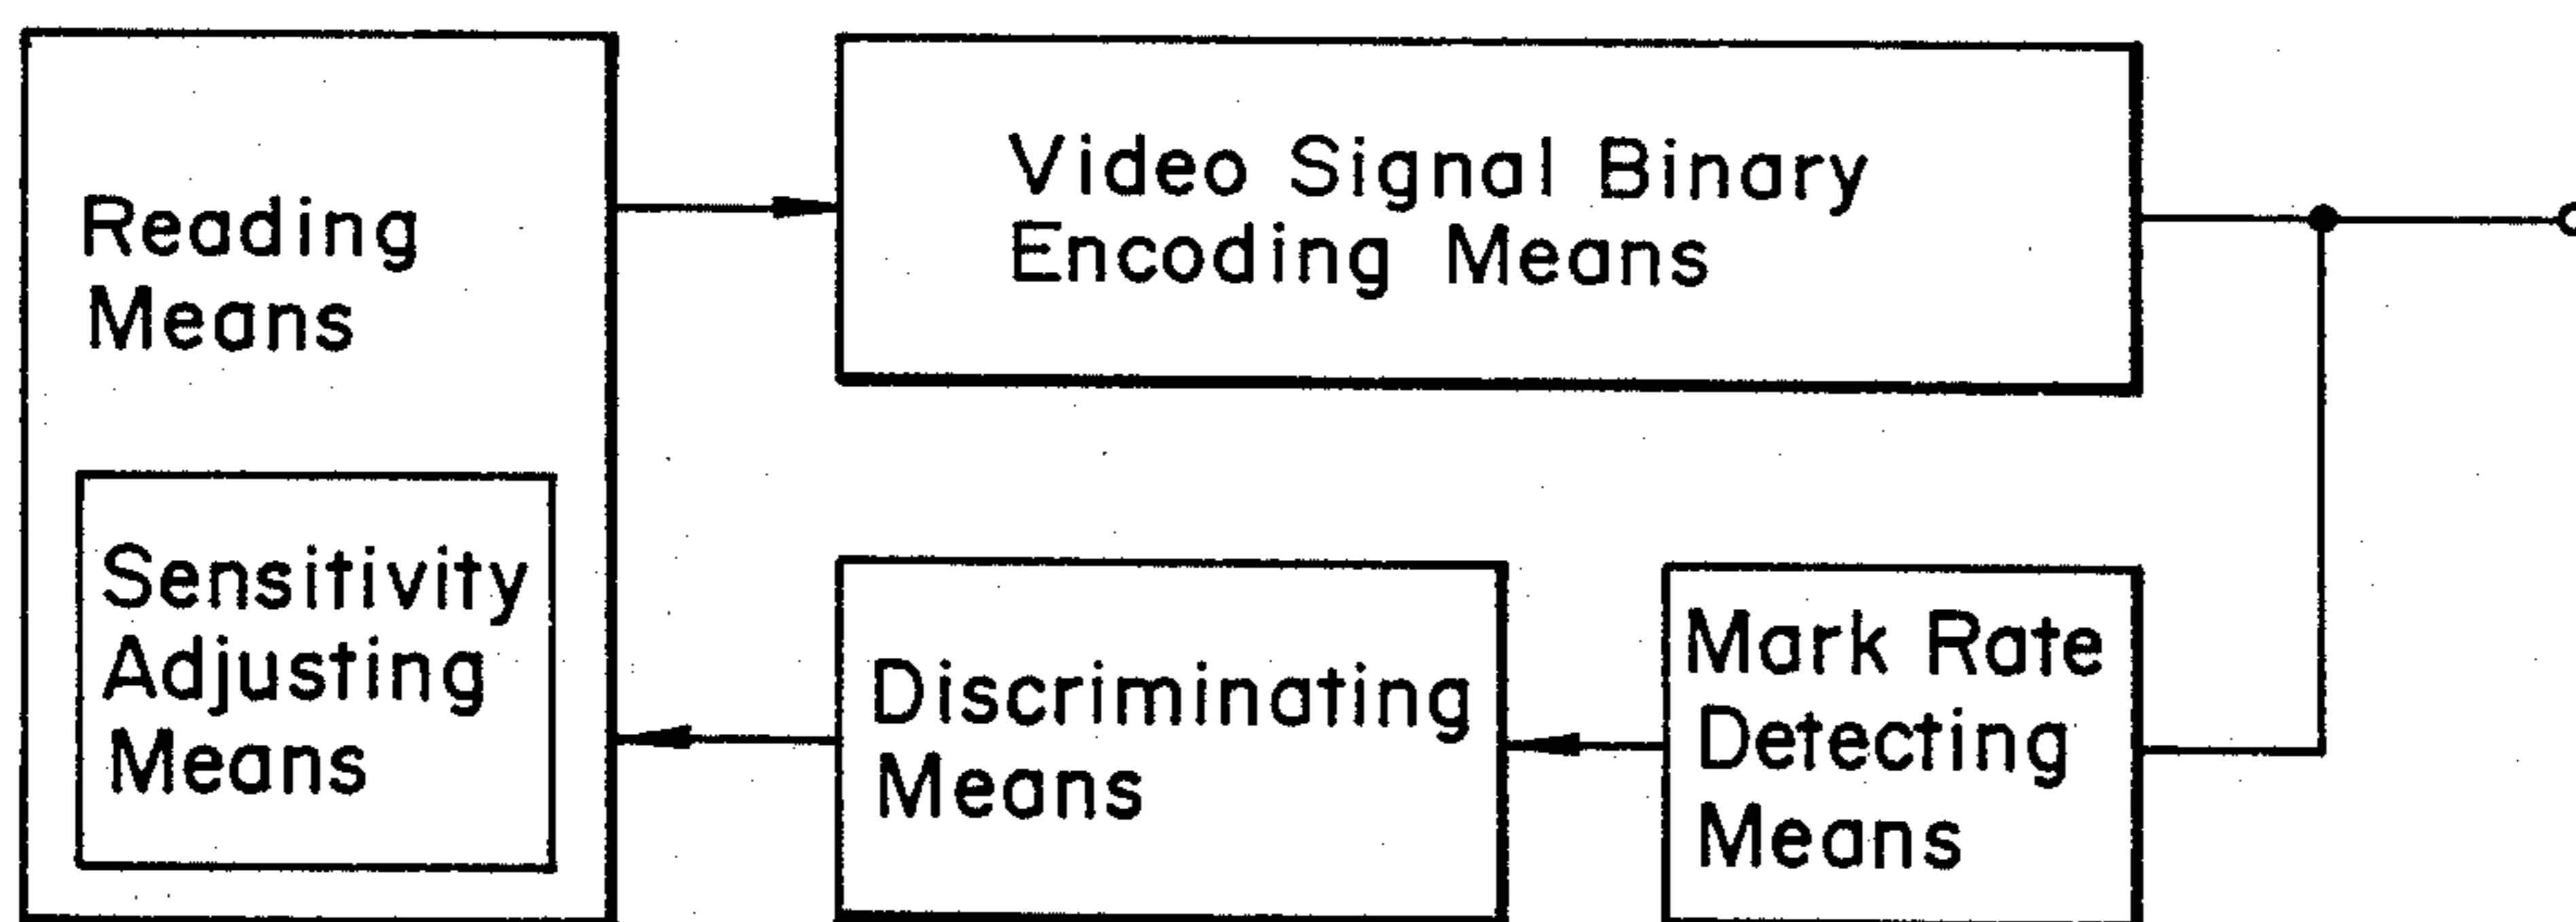 Reading
Means
Video Signal Binary
Encoding Means
Sensitivity
Adjusting
Means
Discriminating
Means
Mark Rate
Detecting
Means